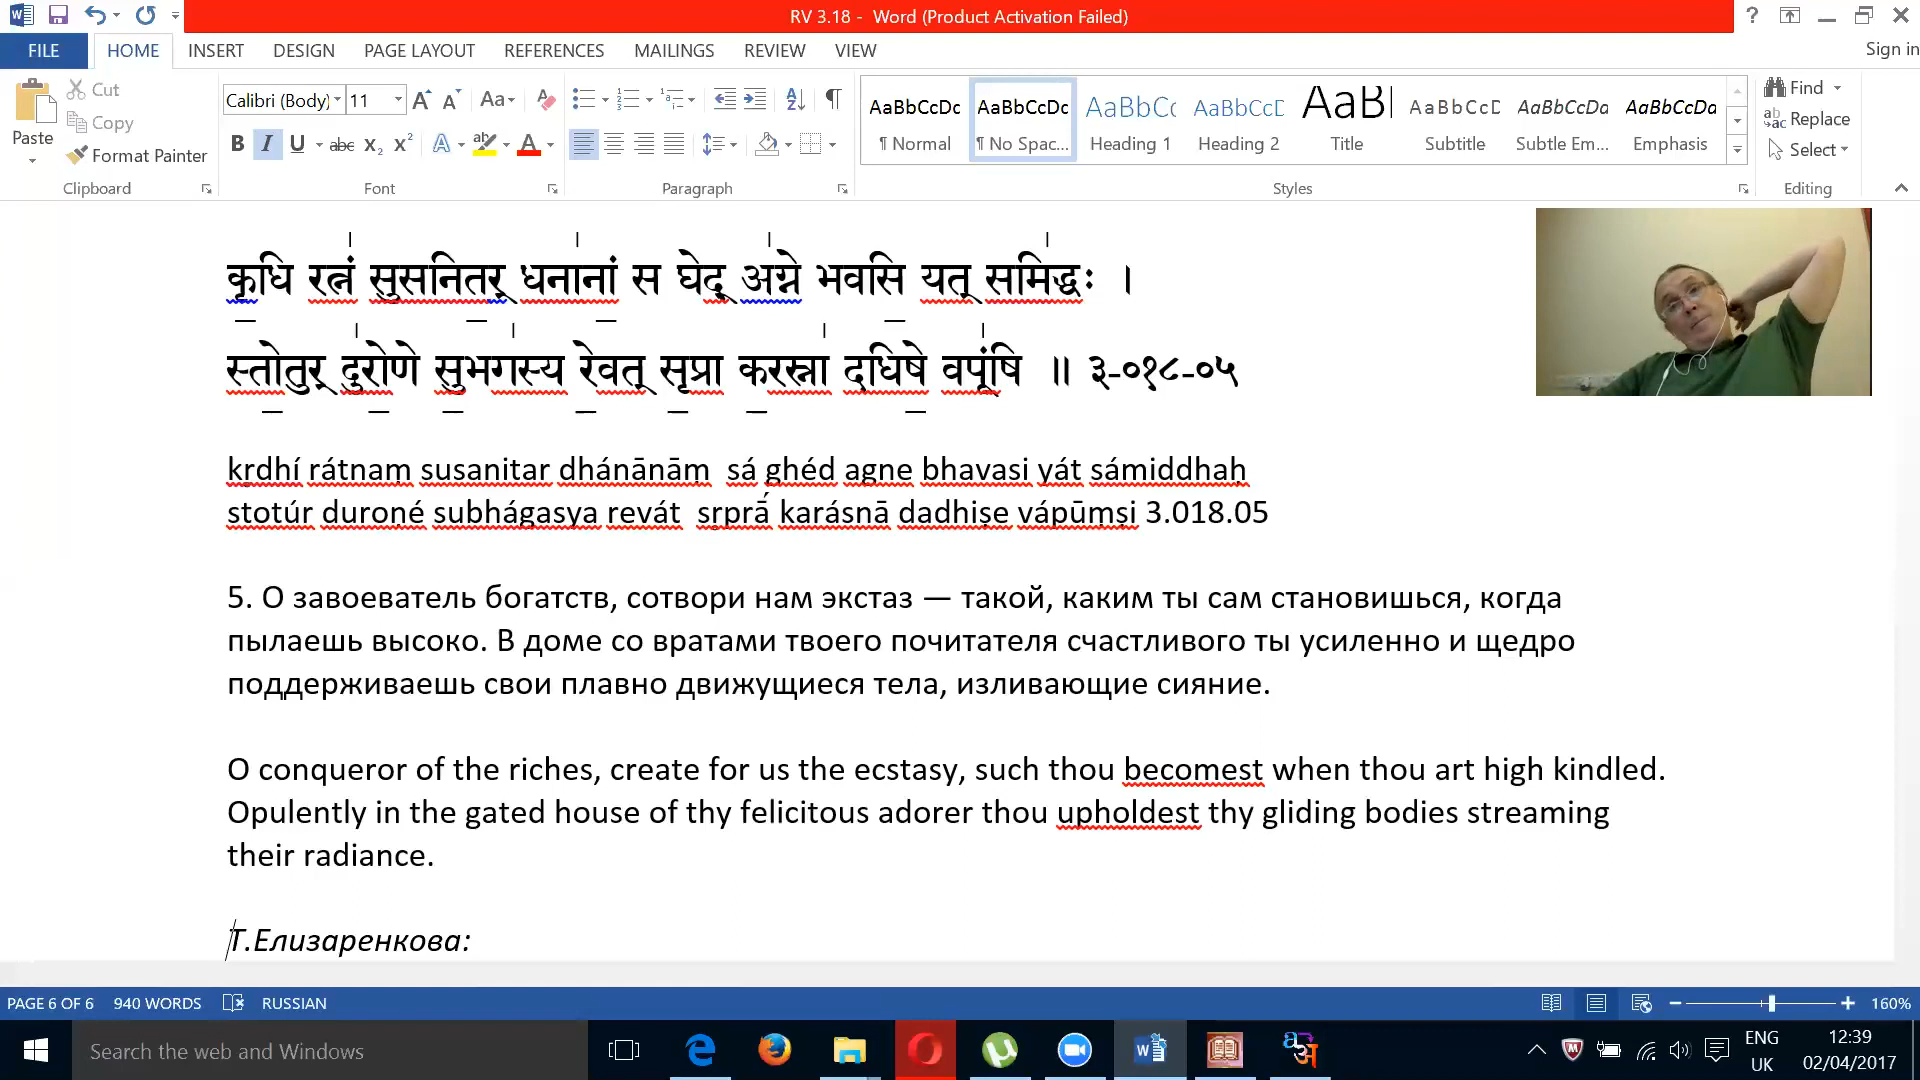 RV 3.18 - Word (Product Activation Failed)
FILE HOME INSERT DESIGN PAGE LAYOUT REFERENCES MAILINGS REVIEW VIEW Sign in
Paste Cut Copy Format Painter
Calibri (Body) 11
AaBbCcDc AaBbCcDc AaBbCc AaBbCcD AaBl AaBbCcD AaBbCcDa AaBbCcDa
¶ Normal ¶ No Spac... Heading 1 Heading 2 Title Subtitle Subtle Em... Emphasis
Find Replace Select
Clipboard Font Paragraph Styles Editing
कृधि रत्नं सुसनितर् धनानां स घेद् अग्ने भवसि यत् समिद्धः ।
स्तोतुर् दुरोणे सुभगस्य रेवत् सृप्रा करस्ना दधिषे वपूंषि ॥ ३-०१८-०५
kṛdhí rátnaṃ susanitar dhánānāṃ sá ghéd agne bhavasi yát sámiddhaḥ
stotúr duroṇé subhágasya revát sṛprā́ karásnā dadhiṣe vápūṃṣi 3.018.05
5. О завоеватель богатств, сотвори нам экстаз — такой, каким ты сам становишься, когда
пылаешь высоко. В доме со вратами твоего почитателя счастливого ты усиленно и щедро
поддерживаешь свои плавно движущиеся тела, изливающие сияние.
O conqueror of the riches, create for us the ecstasy, such thou becomest when thou art high kindled.
Opulently in the gated house of thy felicitous adorer thou upholdest thy gliding bodies streaming
their radiance.
Т.Елизаренкова:
PAGE 6 OF 6 940 WORDS RUSSIAN 160%
Search the web and Windows
ENG 12:39
UK 02/04/2017